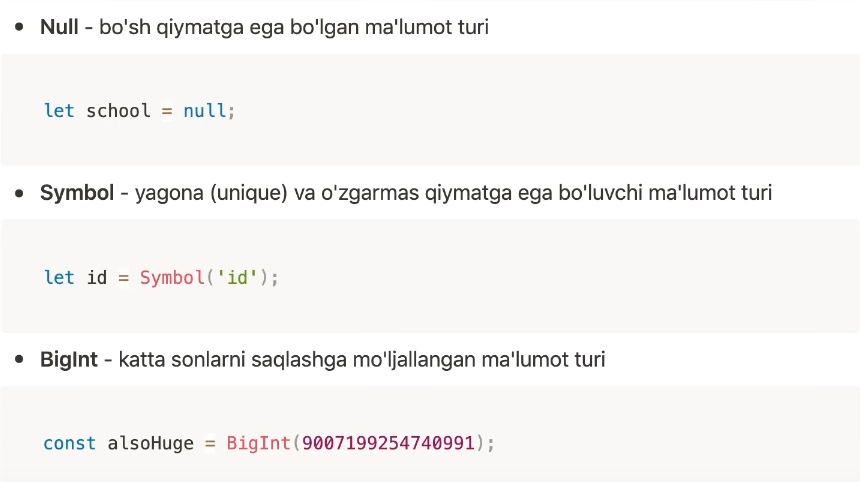 • Null - bo'sh qiymatga ega bo'lgan ma'lumot turi
let school = null;
• Symbol - yagona (unique) va o'zgarmas qiymatga ega bo'luvchi ma'lumot turi
let id = Symbol('id');
• BigInt - katta sonlarni saqlashga mo'ljallangan ma'lumot turi
const alsoHuge = BigInt(9007199254740991);